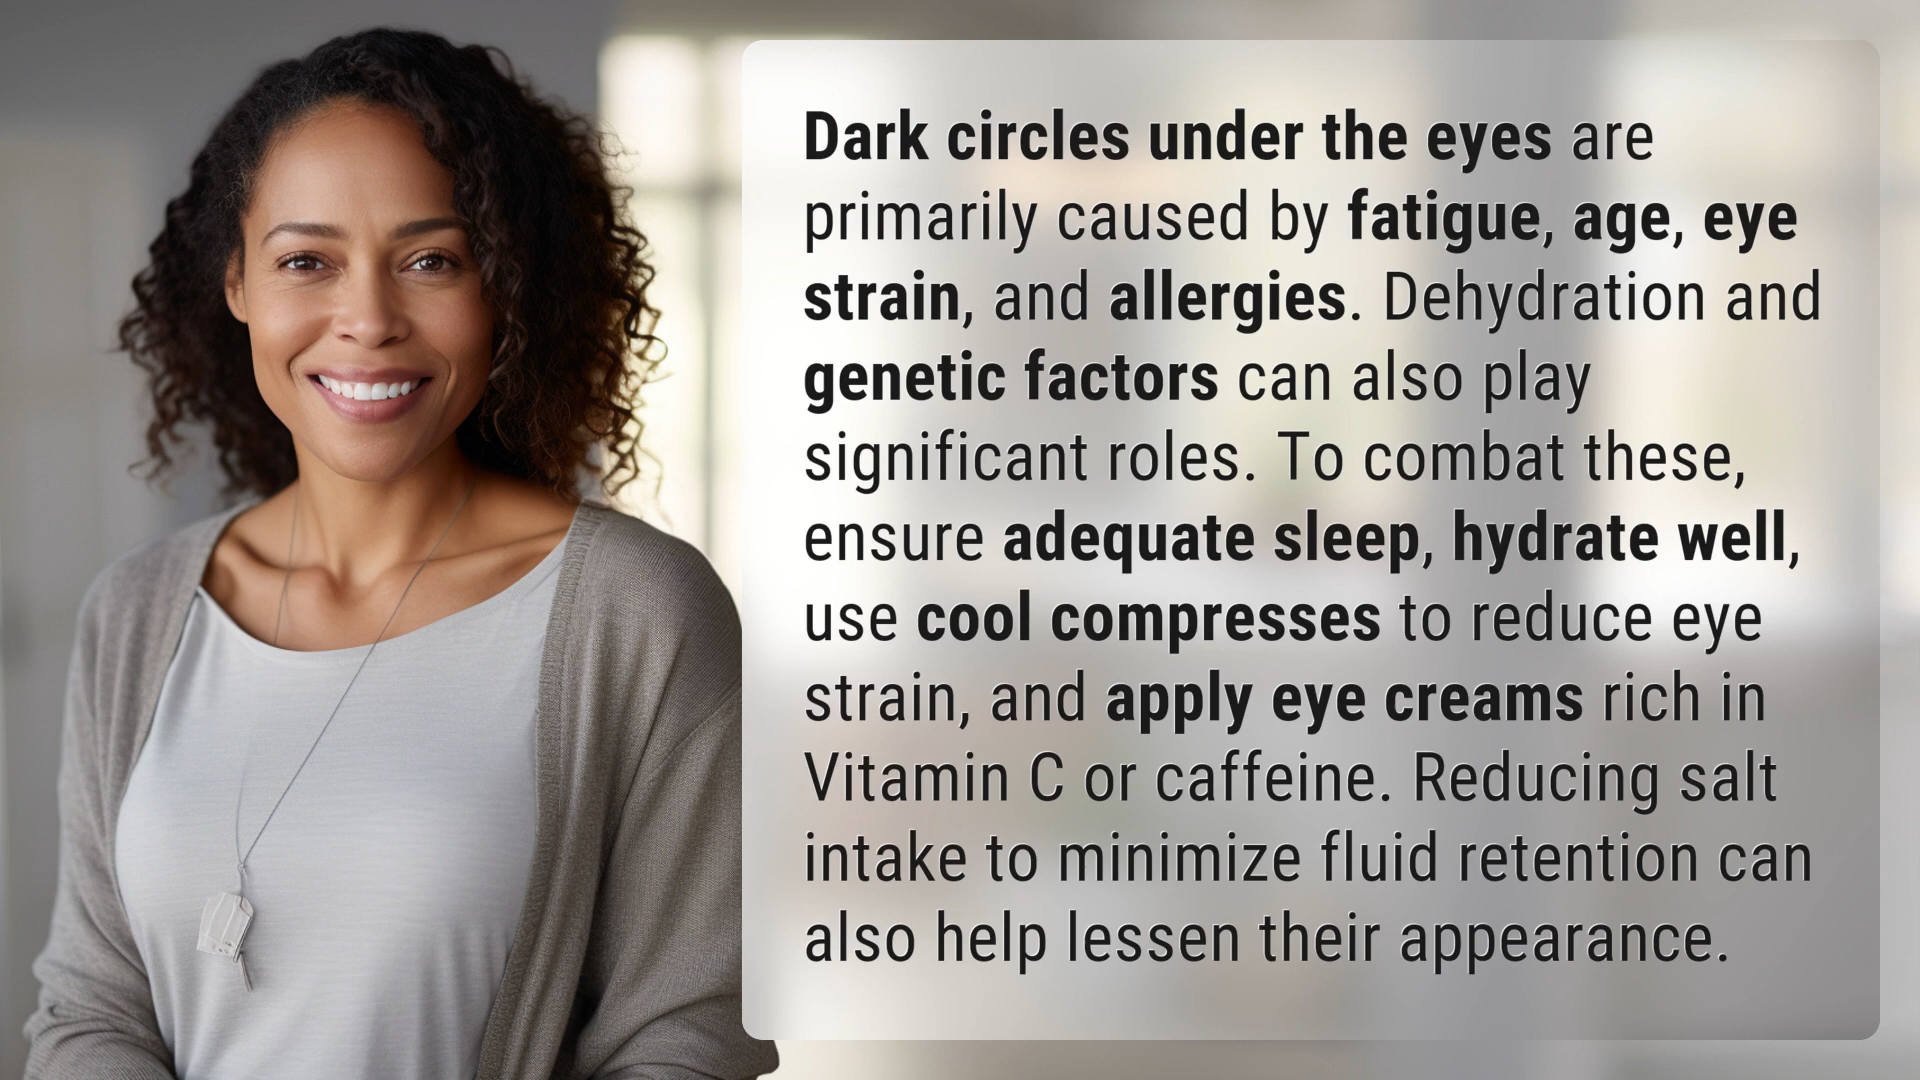 Dark circles under the eyes are
primarily caused by fatigue, age, eye
strain, and allergies. Dehydration and
genetic factors can also play
significant roles. To combat these,
ensure adequate sleep, hydrate well,
use cool compresses to reduce eye
strain, and apply eye creams rich in
Vitamin C or caffeine. Reducing salt
intake to minimize fluid retention can
also help lessen their appearance.